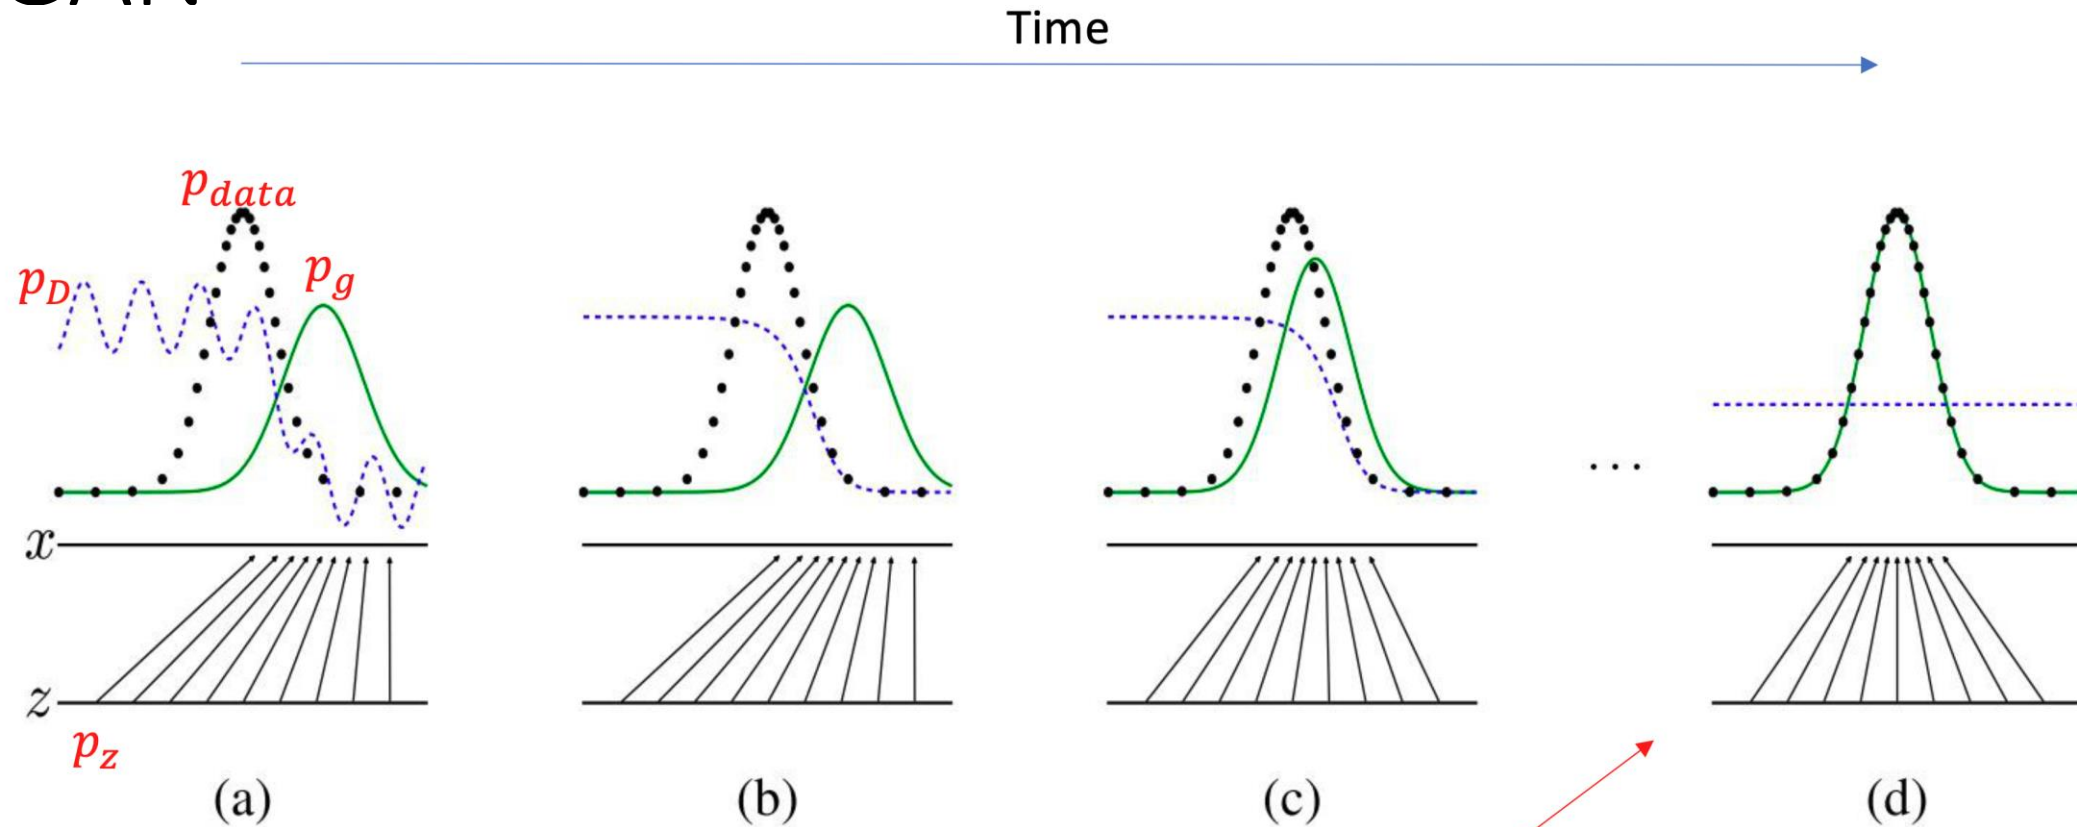 Time
p_data
p_D
p_g
. . .
x
z
p_z
(a) (b) (c) (d)